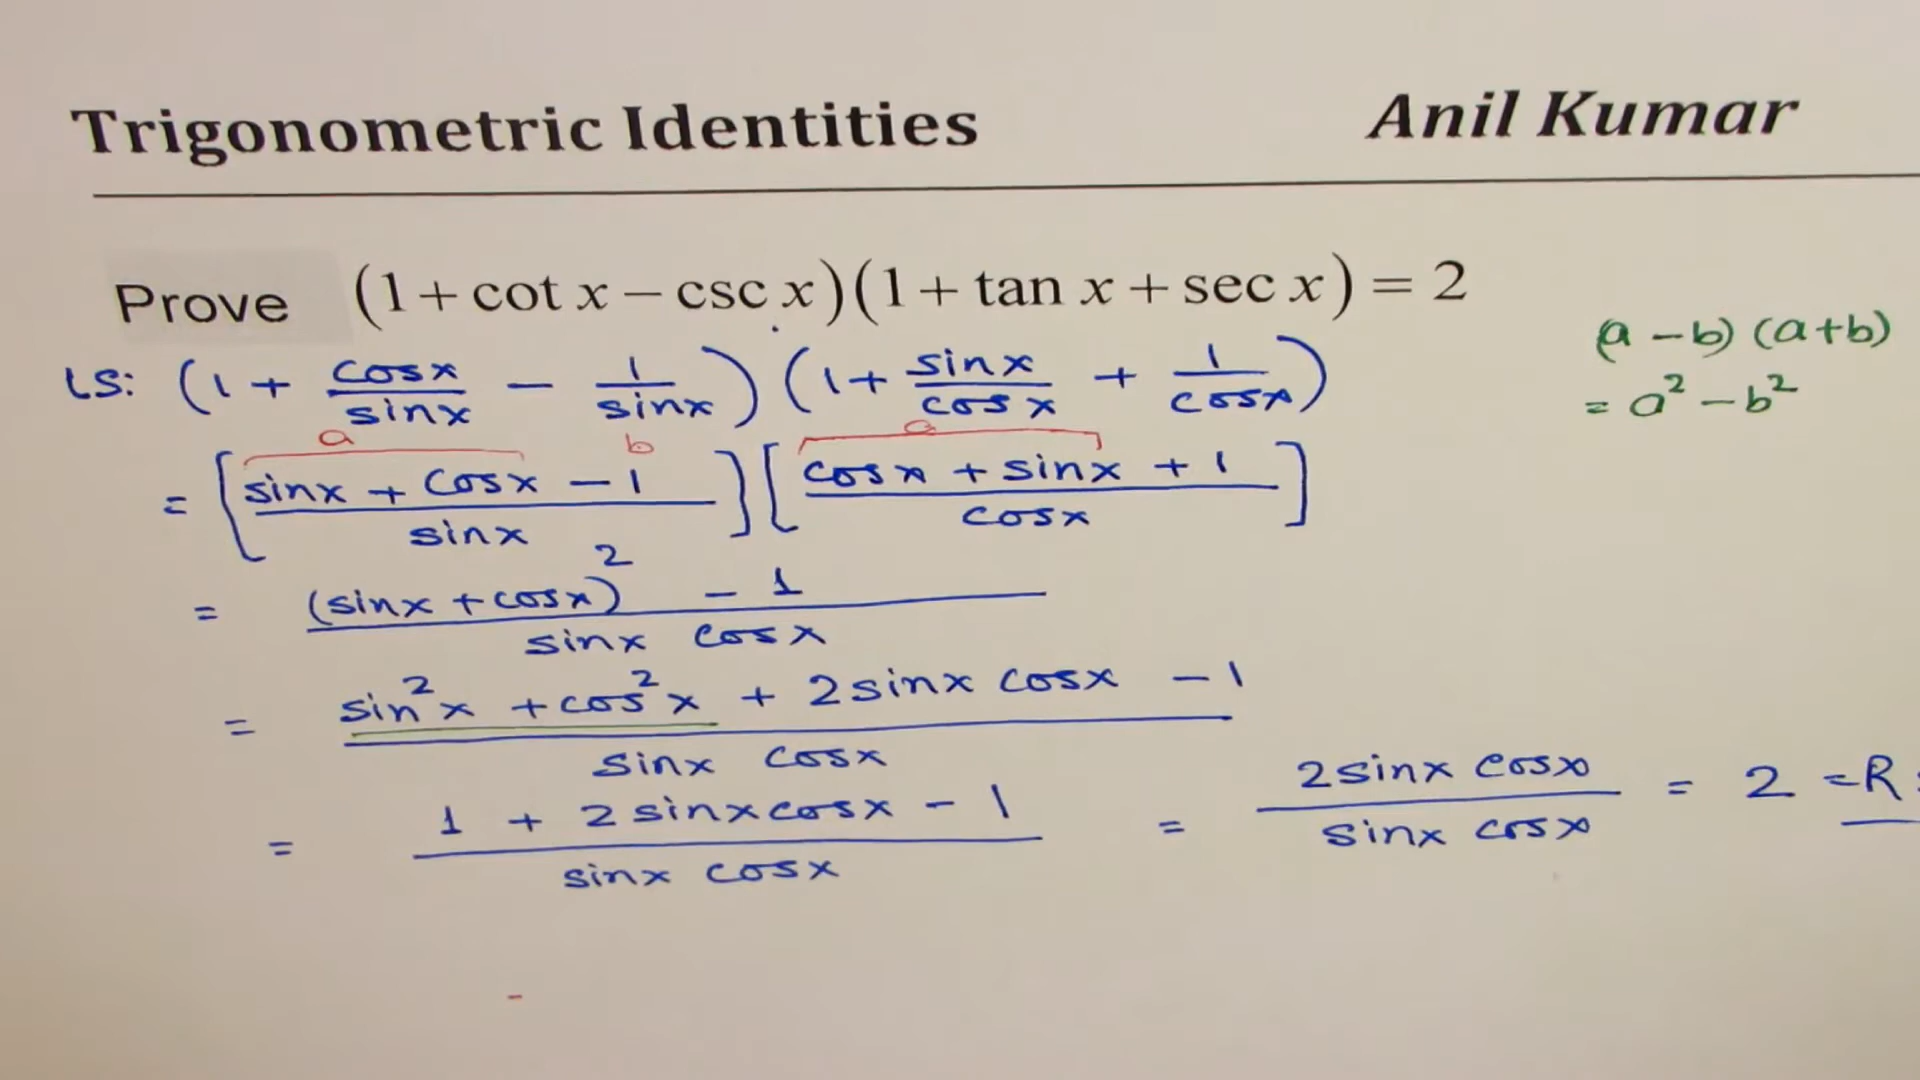 Trigonometric Identities Anil Kumar
Prove (1 + cot x − csc x)(1 + tan x + sec x) = 2
(a − b) (a+b)
= a² − b²
LS: (1 + cosx/sinx − 1/sinx) (1 + sinx/cosx + 1/cosx)
a b a
= [(sinx + cosx − 1)/sinx] [(cosx + sinx + 1)/cosx]
= ((sinx + cosx)² − 1)/(sinx cosx)
= (sin²x + cos²x + 2sinx cosx − 1)/(sinx cosx)
= (1 + 2sinxcosx − 1)/(sinx cosx) = (2sinx cosx)/(sinx cosx) = 2 = R